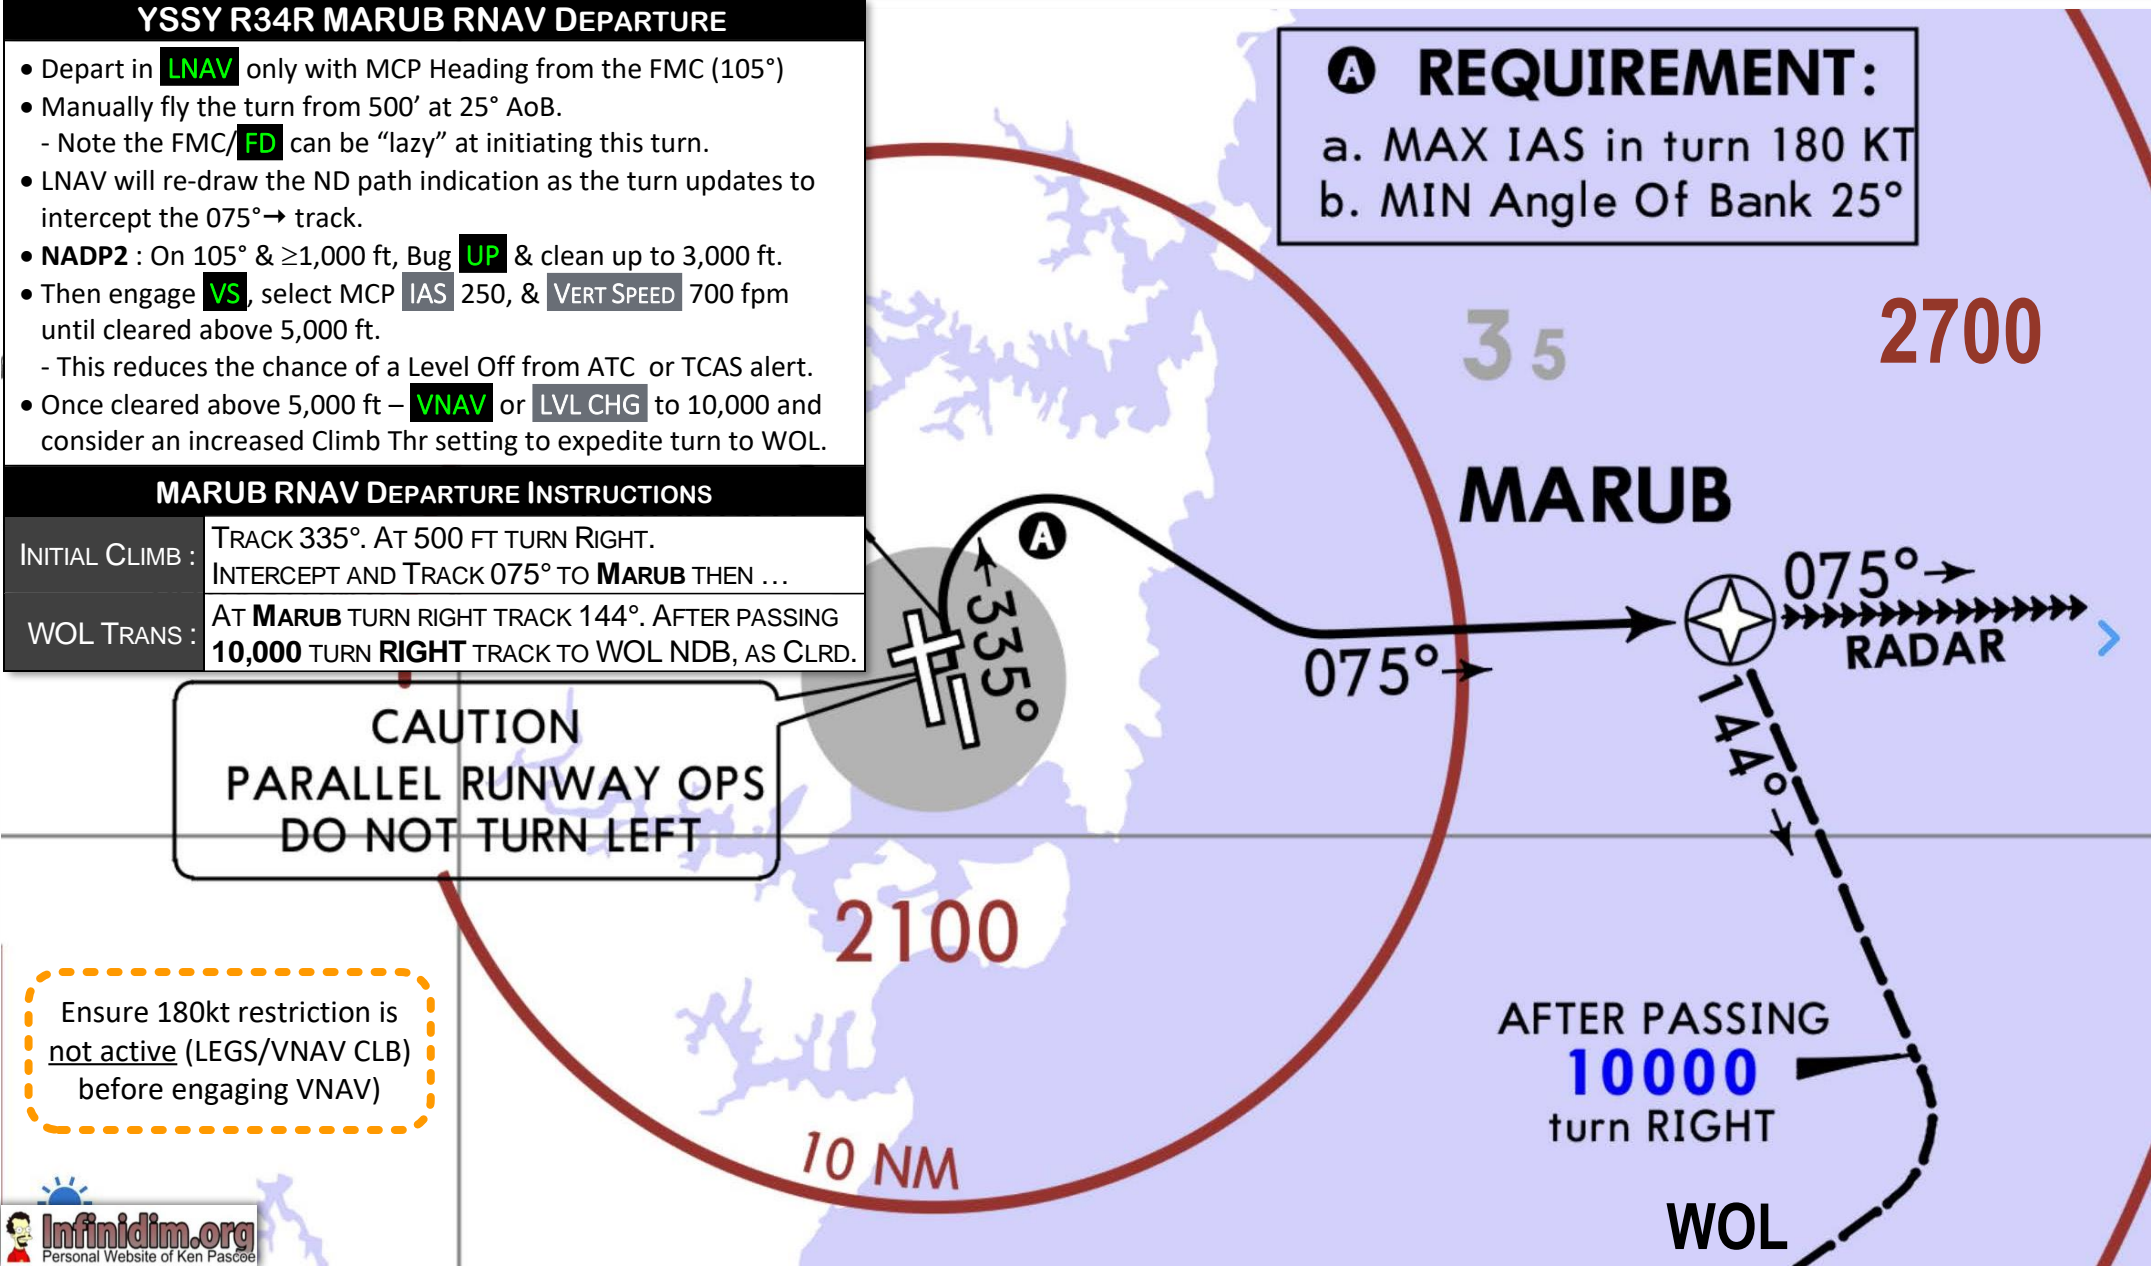 YSSY R34R MARUB RNAV DEPARTURE
• Depart in LNAV only with MCP Heading from the FMC (105°)
• Manually fly the turn from 500’ at 25° AoB.
- Note the FMC/FD can be “lazy” at initiating this turn.
• LNAV will re-draw the ND path indication as the turn updates to
intercept the 075°→ track.
• NADP2 : On 105° & ≥1,000 ft, Bug UP & clean up to 3,000 ft.
• Then engage VS, select MCP IAS 250, & VERT SPEED 700 fpm
until cleared above 5,000 ft.
- This reduces the chance of a Level Off from ATC or TCAS alert.
• Once cleared above 5,000 ft – VNAV or LVL CHG to 10,000 and
consider an increased Climb Thr setting to expedite turn to WOL.
MARUB RNAV DEPARTURE INSTRUCTIONS
INITIAL CLIMB :
TRACK 335°. AT 500 FT TURN RIGHT.
INTERCEPT AND TRACK 075° TO MARUB THEN …
WOL TRANS :
AT MARUB TURN RIGHT TRACK 144°. AFTER PASSING
10,000 TURN RIGHT TRACK TO WOL NDB, AS CLRD.
A REQUIREMENT:
a. MAX IAS in turn 180 KT
b. MIN Angle Of Bank 25°
35
2700
MARUB
A
075°→
RADAR
335°
075°→
144°→
CAUTION
PARALLEL RUNWAY OPS
DO NOT TURN LEFT
2100
Ensure 180kt restriction is
not active (LEGS/VNAV CLB)
before engaging VNAV)
AFTER PASSING
10000
turn RIGHT
10 NM
WOL
Infinidim.org
Personal Website of Ken Pascoe